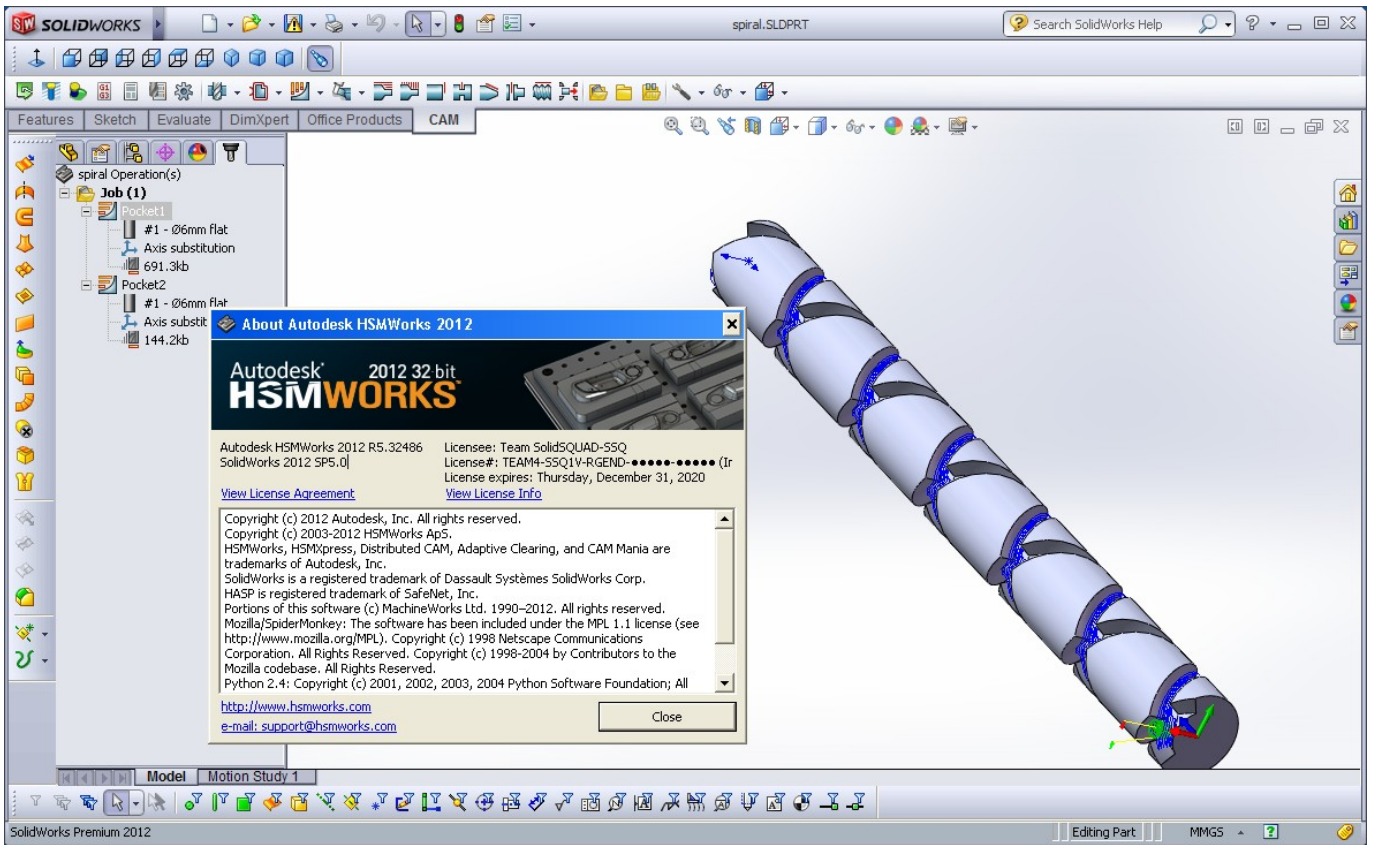 SOLIDWORKS
spiral.SLDPRT
Search SolidWorks Help
Features Sketch Evaluate DimXpert Office Products CAM
spiral Operation(s)
Job (1)
Pocket1
#1 - Ø6mm flat
Axis substitution
691.3kb
Pocket2
#1 - Ø6mm flat
Axis substit
144.2kb
About Autodesk HSMWorks 2012
Autodesk 2012 32 bit
HSMWORKS
Autodesk HSMWorks 2012 R5.32486
SolidWorks 2012 SP5.0
View License Agreement
Licensee: Team SolidSQUAD-SSQ
License#: TEAM4-SSQ1V-RGEND-●●●●●-●●●●● (Ir
License expires: Thursday, December 31, 2020
View License Info
Copyright (c) 2012 Autodesk, Inc. All rights reserved.
Copyright (c) 2003-2012 HSMWorks ApS.
HSMWorks, HSMXpress, Distributed CAM, Adaptive Clearing, and CAM Mania are
trademarks of Autodesk, Inc.
SolidWorks is a registered trademark of Dassault Systèmes SolidWorks Corp.
HASP is registered trademark of SafeNet, Inc.
Portions of this software (c) MachineWorks Ltd. 1990–2012. All rights reserved.
Mozilla/SpiderMonkey: The software has been included under the MPL 1.1 license (see
http://www.mozilla.org/MPL). Copyright (c) 1998 Netscape Communications
Corporation. All Rights Reserved. Copyright (c) 1998-2004 by Contributors to the
Mozilla codebase. All Rights Reserved.
Python 2.4: Copyright (c) 2001, 2002, 2003, 2004 Python Software Foundation; All
http://www.hsmworks.com
e-mail: support@hsmworks.com
Close
Model Motion Study 1
SolidWorks Premium 2012
Editing Part
MMGS